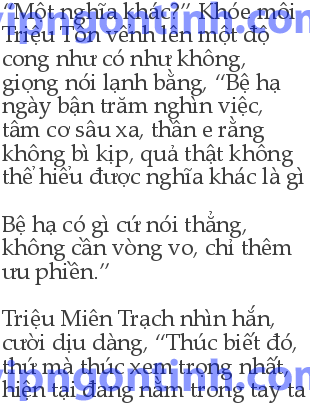 “Một nghĩa khác?” Khóe môi
Triệu Tôn vểnh lên một độ
cong như có như không,
giọng nói lạnh bằng, “Bệ hạ
ngày bận trăm nghìn việc,
tâm cơ sâu xa, thần e rằng
không bì kịp, quả thật không
thể hiểu được nghĩa khác là gì
Bệ hạ có gì cứ nói thẳng,
không cần vòng vo, chỉ thêm
ưu phiền.”
Triệu Miên Trạch nhìn hắn,
cười dịu dàng, “Thúc biết đó,
thứ mà thúc xem trọng nhất
hiện tại đang nằm trong tay ta